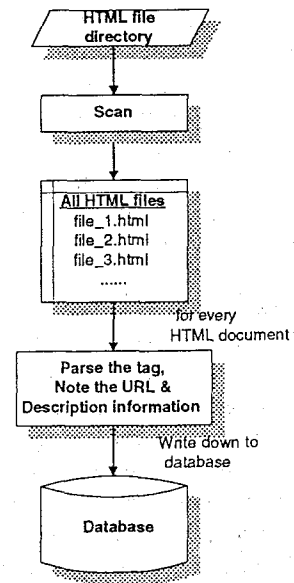 HTML file
directory
Scan
All HTML files
file_1.html
file_2.html
file_3.html
......
for every
HTML document
Parse the tag,
Note the URL &
Description information
Write down to
database
Database